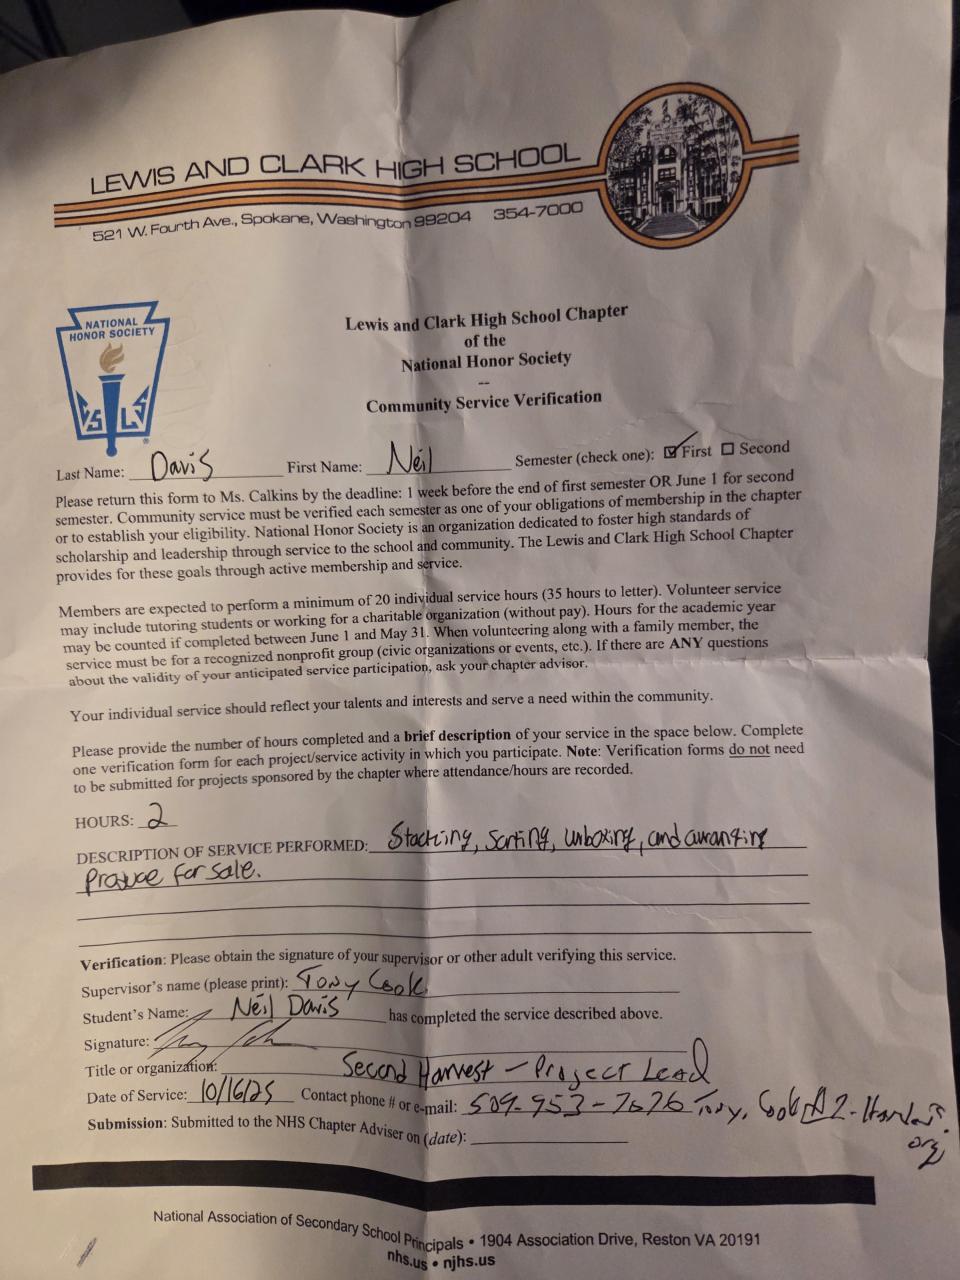 LEWIS AND CLARK HIGH SCHOOL
521 W. Fourth Ave., Spokane, Washington 99204 354-7000
NATIONAL
HONOR SOCIETY
Lewis and Clark High School Chapter
of the
National Honor Society
--
Community Service Verification
Last Name: Davis First Name: Neil Semester (check one): ☑ First ☐ Second
Please return this form to Ms. Calkins by the deadline: 1 week before the end of first semester OR June 1 for second
semester. Community service must be verified each semester as one of your obligations of membership in the chapter
or to establish your eligibility. National Honor Society is an organization dedicated to foster high standards of
scholarship and leadership through service to the school and community. The Lewis and Clark High School Chapter
provides for these goals through active membership and service.
Members are expected to perform a minimum of 20 individual service hours (35 hours to letter). Volunteer service
may include tutoring students or working for a charitable organization (without pay). Hours for the academic year
may be counted if completed between June 1 and May 31. When volunteering along with a family member, the
service must be for a recognized nonprofit group (civic organizations or events, etc.). If there are ANY questions
about the validity of your anticipated service participation, ask your chapter advisor.
Your individual service should reflect your talents and interests and serve a need within the community.
Please provide the number of hours completed and a brief description of your service in the space below. Complete
one verification form for each project/service activity in which you participate. Note: Verification forms do not need
to be submitted for projects sponsored by the chapter where attendance/hours are recorded.
HOURS: 2
DESCRIPTION OF SERVICE PERFORMED: Stacking, Sorting, unboxing, and arranging
Produce for sale.
Verification: Please obtain the signature of your supervisor or other adult verifying this service.
Supervisor's name (please print): Tony Cook
Student's Name: Neil Davis has completed the service described above.
Signature:
Title or organization: Second Harvest - Project Lead
Date of Service: 10/16/25 Contact phone # or e-mail: 509-953-7676 Tony.Cook@2-Harvest.
org
Submission: Submitted to the NHS Chapter Adviser on (date):
National Association of Secondary School Principals • 1904 Association Drive, Reston VA 20191
nhs.us • njhs.us